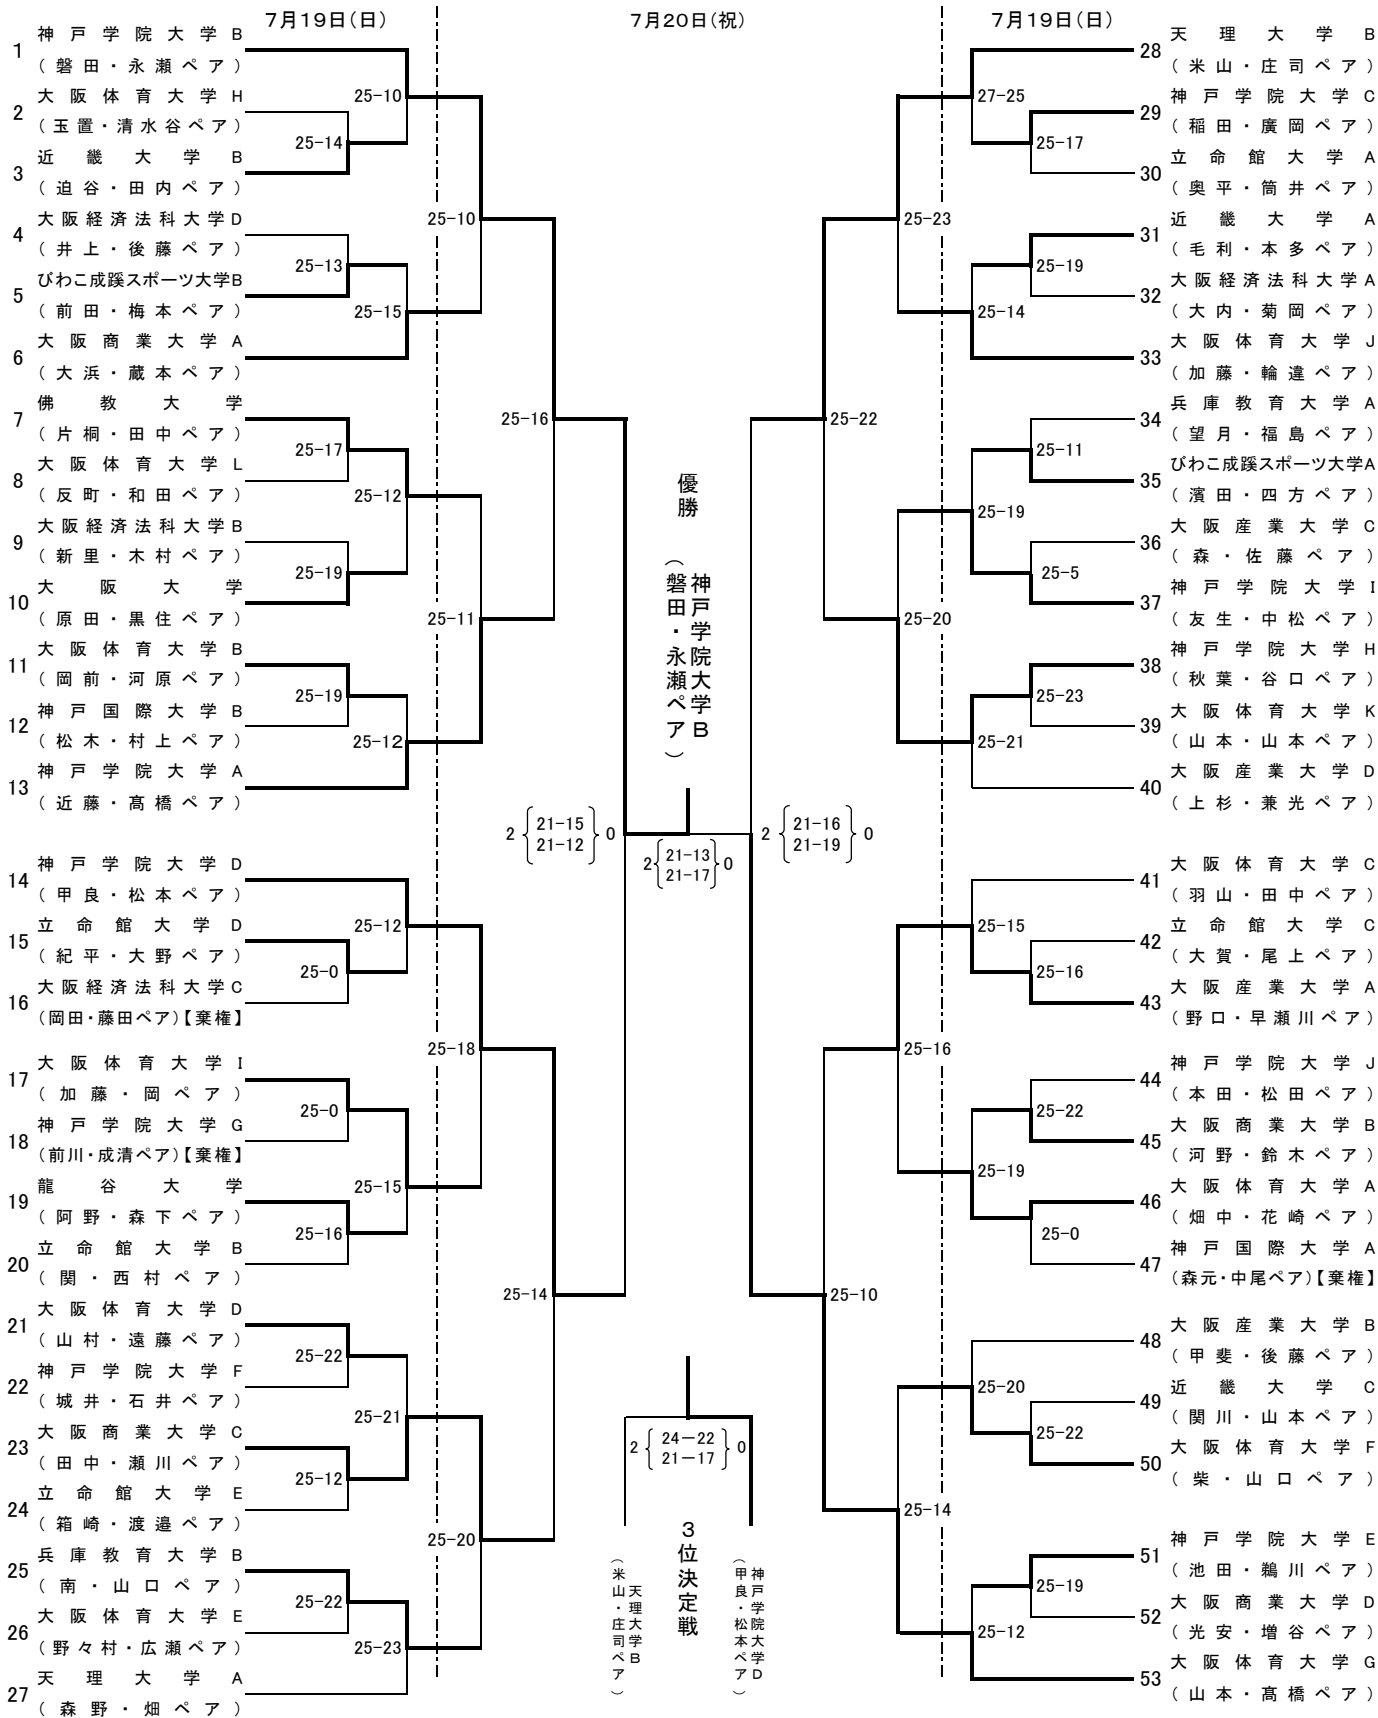 7月19日(日)
7月20日(祝)
7月19日(日)
1 神戸学院大学B
(磐田・永瀬ペア)
2 大阪体育大学H
(玉置・清水谷ペア)
3 近畿大学B
(迫谷・田内ペア)
4 大阪経済法科大学D
(井上・後藤ペア)
5 びわこ成蹊スポーツ大学B
(前田・梅本ペア)
6 大阪商業大学A
(大浜・蔵本ペア)
7 佛教大学
(片桐・田中ペア)
8 大阪体育大学L
(反町・和田ペア)
9 大阪経済法科大学B
(新里・木村ペア)
10 大阪大学
(原田・黒住ペア)
11 大阪体育大学B
(岡前・河原ペア)
12 神戸国際大学B
(松木・村上ペア)
13 神戸学院大学A
(近藤・髙橋ペア)
14 神戸学院大学D
(甲良・松本ペア)
15 立命館大学D
(紀平・大野ペア)
16 大阪経済法科大学C
(岡田・藤田ペア)【棄権】
17 大阪体育大学I
(加藤・岡ペア)
18 神戸学院大学G
(前川・成清ペア)【棄権】
19 龍谷大学
(阿野・森下ペア)
20 立命館大学B
(関・西村ペア)
21 大阪体育大学D
(山村・遠藤ペア)
22 神戸学院大学F
(城井・石井ペア)
23 大阪商業大学C
(田中・瀬川ペア)
24 立命館大学E
(箱崎・渡邉ペア)
25 兵庫教育大学B
(南・山口ペア)
26 大阪体育大学E
(野々村・広瀬ペア)
27 天理大学A
(森野・畑ペア)
25-10
25-14
25-10
25-13
25-15
25-16
25-17
25-12
25-19
25-11
25-19
25-12
25-12
25-0
25-18
25-0
25-15
25-16
25-14
25-22
25-21
25-12
25-20
25-22
25-23
優勝
神戸学院大学B
(磐田・永瀬ペア)
2 { 21-15 } 0
21-12
2 { 21-13 } 0
21-17
2 { 21-16 } 0
21-19
2 { 24-22 } 0
21-17
3位決定戦
天理大学B
(米山・庄司ペア)
神戸学院大学D
(甲良・松本ペア)
27-25
25-17
25-23
25-19
25-14
25-22
25-11
25-19
25-5
25-20
25-23
25-21
25-15
25-16
25-16
25-22
25-19
25-0
25-10
25-20
25-22
25-14
25-19
25-12
28 天理大学B
(米山・庄司ペア)
29 神戸学院大学C
(稲田・廣岡ペア)
30 立命館大学A
(奥平・筒井ペア)
31 近畿大学A
(毛利・本多ペア)
32 大阪経済法科大学A
(大内・菊岡ペア)
33 大阪体育大学J
(加藤・輪違ペア)
34 兵庫教育大学A
(望月・福島ペア)
35 びわこ成蹊スポーツ大学A
(濱田・四方ペア)
36 大阪産業大学C
(森・佐藤ペア)
37 神戸学院大学I
(友生・中松ペア)
38 神戸学院大学H
(秋葉・谷口ペア)
39 大阪体育大学K
(山本・山本ペア)
40 大阪産業大学D
(上杉・兼光ペア)
41 大阪体育大学C
(羽山・田中ペア)
42 立命館大学C
(大賀・尾上ペア)
43 大阪産業大学A
(野口・早瀬川ペア)
44 神戸学院大学J
(本田・松田ペア)
45 大阪商業大学B
(河野・鈴木ペア)
46 大阪体育大学A
(畑中・花崎ペア)
47 神戸国際大学A
(森元・中尾ペア)【棄権】
48 大阪産業大学B
(甲斐・後藤ペア)
49 近畿大学C
(関川・山本ペア)
50 大阪体育大学F
(柴・山口ペア)
51 神戸学院大学E
(池田・鵜川ペア)
52 大阪商業大学D
(光安・増谷ペア)
53 大阪体育大学G
(山本・髙橋ペア)